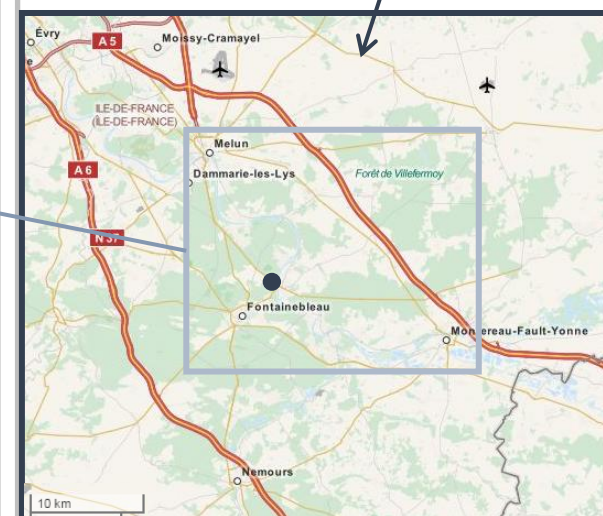 Évry
A 5
Moissy-Cramayel
e
ILE-DE-FRANCE
(ÎLE-DE-FRANCE)
Melun
A 6
Dammarie-les-Lys
Forêt de Villefermoy
N 37
Fontainebleau
Montereau-Fault-Yonne
Nemours
10 km